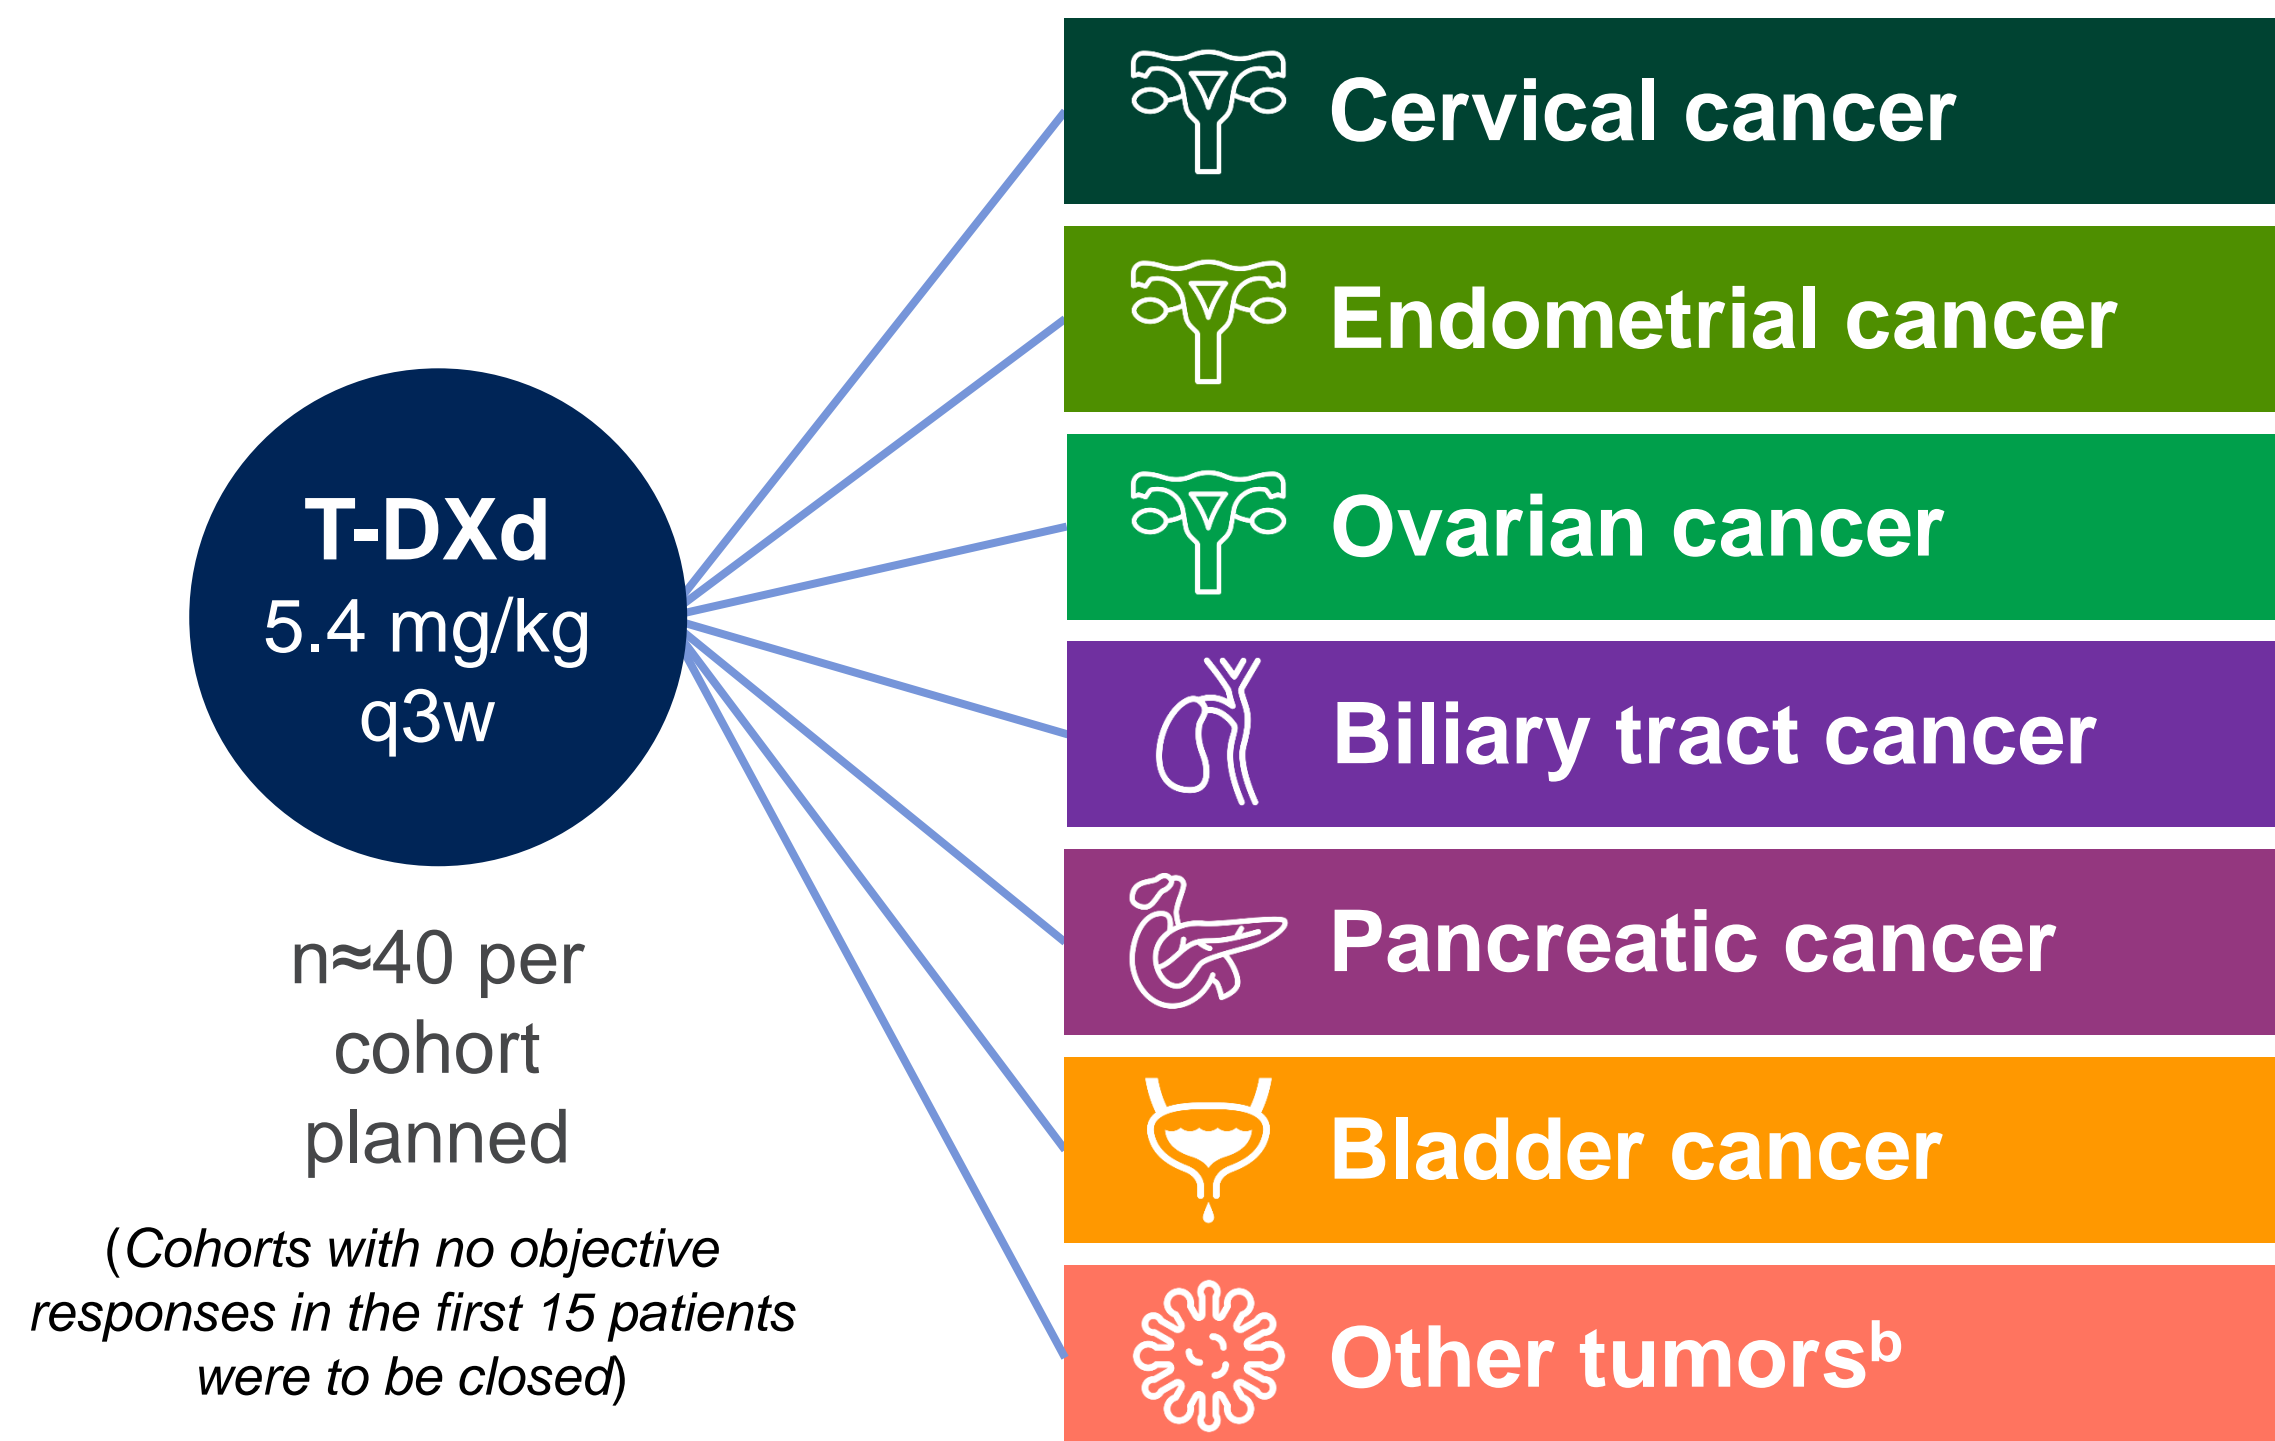 T-DXd
5.4 mg/kg
q3w
n≈40 per
cohort
planned
(Cohorts with no objective
responses in the first 15 patients
were to be closed)
Cervical cancer
Endometrial cancer
Ovarian cancer
Biliary tract cancer
Pancreatic cancer
Bladder cancer
Other tumorsᵇ